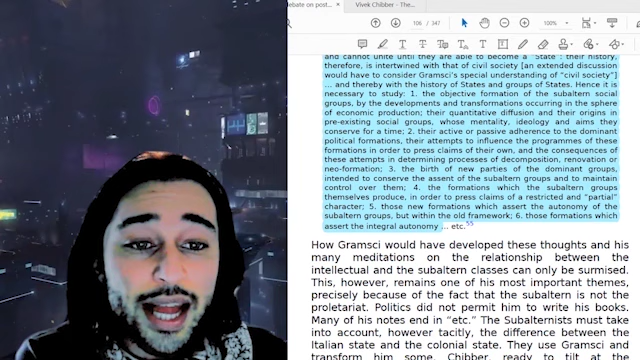 debate on post...
Vivek Chibber - The...
106 / 347
100%
and cannot unite until they are able to become a "State": their history,
therefore, is intertwined with that of civil society [an extended discussion
would have to consider Gramsci's special understanding of "civil society"]
... and thereby with the history of States and groups of States. Hence it is
necessary to study: 1. the objective formation of the subaltern social
groups, by the developments and transformations occurring in the sphere
of economic production; their quantitative diffusion and their origins in
pre-existing social groups, whose mentality, ideology and aims they
conserve for a time; 2. their active or passive adherence to the dominant
political formations, their attempts to influence the programmes of these
formations in order to press claims of their own, and the consequences of
these attempts in determining processes of decomposition, renovation or
neo-formation; 3. the birth of new parties of the dominant groups,
intended to conserve the assent of the subaltern groups and to maintain
control over them; 4. the formations which the subaltern groups
themselves produce, in order to press claims of a restricted and "partial"
character; 5. those new formations which assert the autonomy of the
subaltern groups, but within the old framework; 6. those formations which
assert the integral autonomy ... etc.55
How Gramsci would have developed these thoughts and his
many meditations on the relationship between the
intellectual and the subaltern classes can only be surmised.
This, however, remains one of his most important themes,
precisely because of the fact that the subaltern is not the
proletariat. Politics did not permit him to write his books.
Many of his notes end in "etc." The Subalternists must take
into account, however tacitly, the difference between the
Italian state and the colonial state. They use Gramsci and
transform him some. Chibber, ready to tilt at the